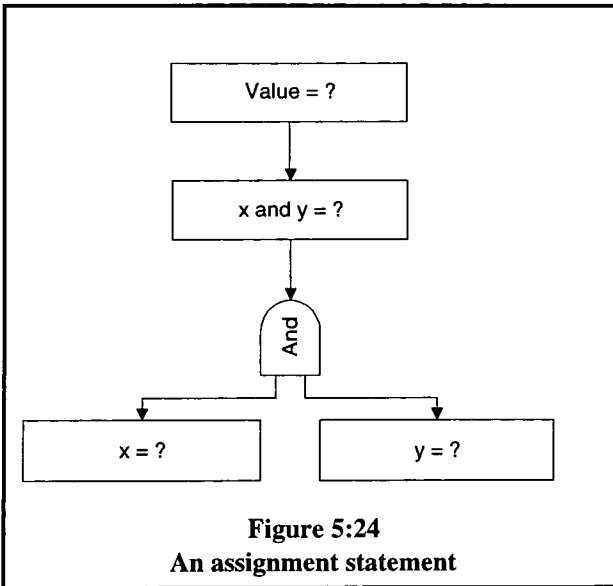 Value = ?
x and y = ?
And
x = ?
y = ?
Figure 5:24
An assignment statement